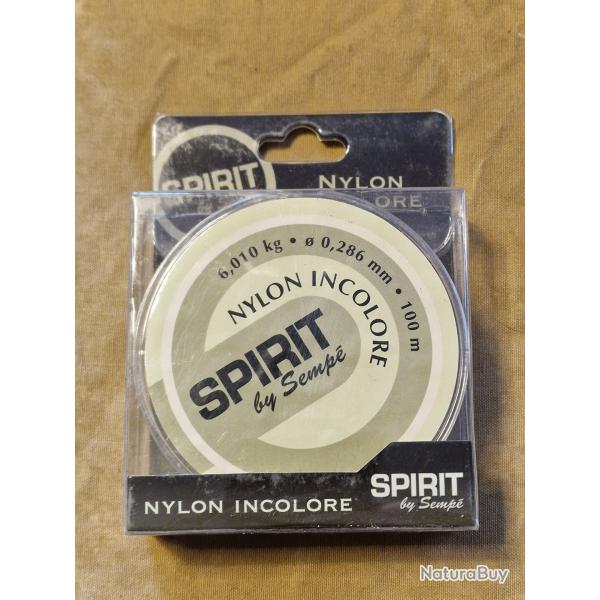 SPIRIT
NYLON
ORE
6,010 kg • ø 0,286 mm • 100 m
NYLON INCOLORE
SPIRIT
by Sempé
NYLON INCOLORE
SPIRIT
by Sempé
NaturaBuy